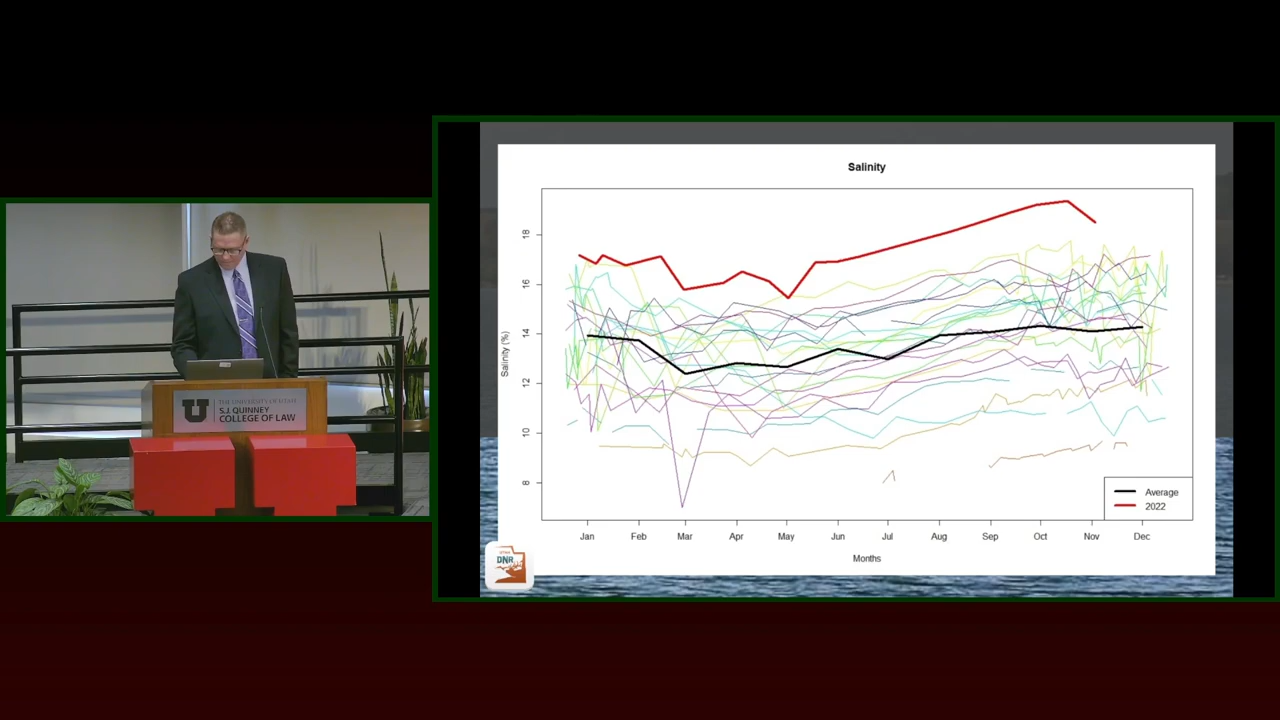 THE UNIVERSITY OF UTAH
S.J. QUINNEY
COLLEGE OF LAW
Salinity
Salinity (%)
18
16
14
12
10
8
Jan Feb Mar Apr May Jun Jul Aug Sep Oct Nov Dec
Months
Average
2022
UTAH
DNR